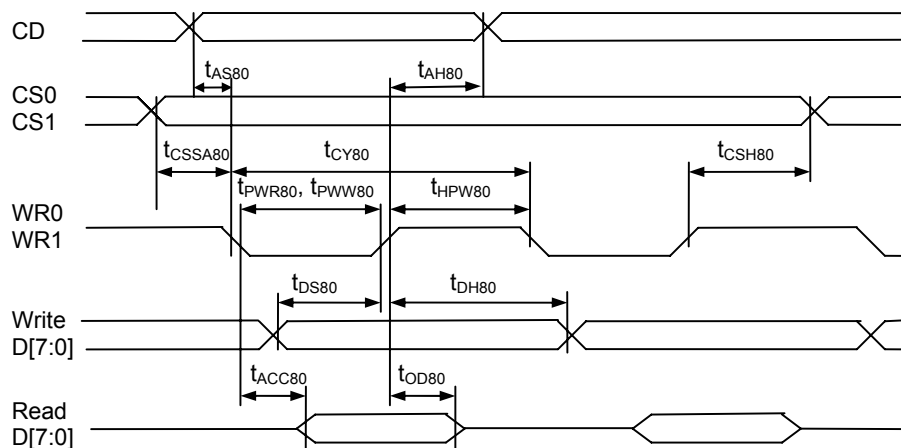 CD
tAS80 tAH80
CS0
CS1
tCSSA80 tCY80 tCSH80
tPWR80, tPWW80 tHPW80
WR0
WR1
tDS80 tDH80
Write
D[7:0]
tACC80 tOD80
Read
D[7:0]